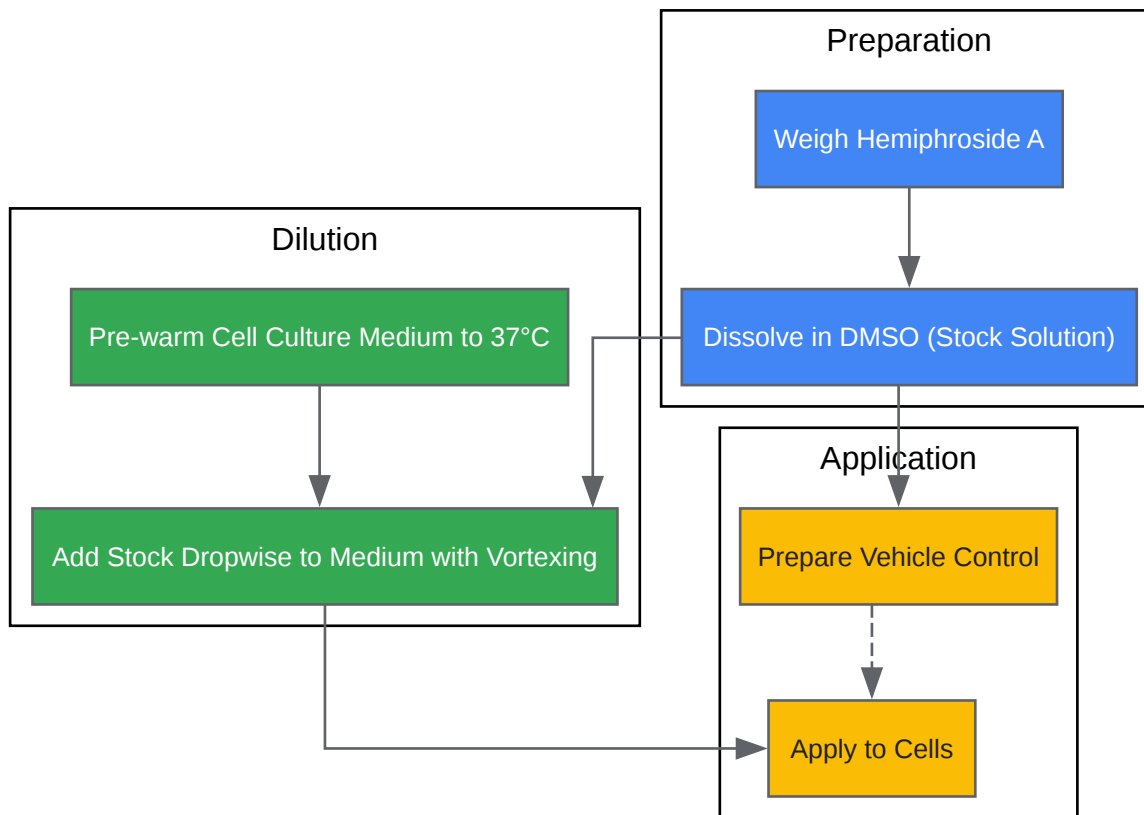 Preparation
Weigh Hemiphroside A
Dissolve in DMSO (Stock Solution)
Dilution
Pre-warm Cell Culture Medium to 37°C
Add Stock Dropwise to Medium with Vortexing
Application
Prepare Vehicle Control
Apply to Cells